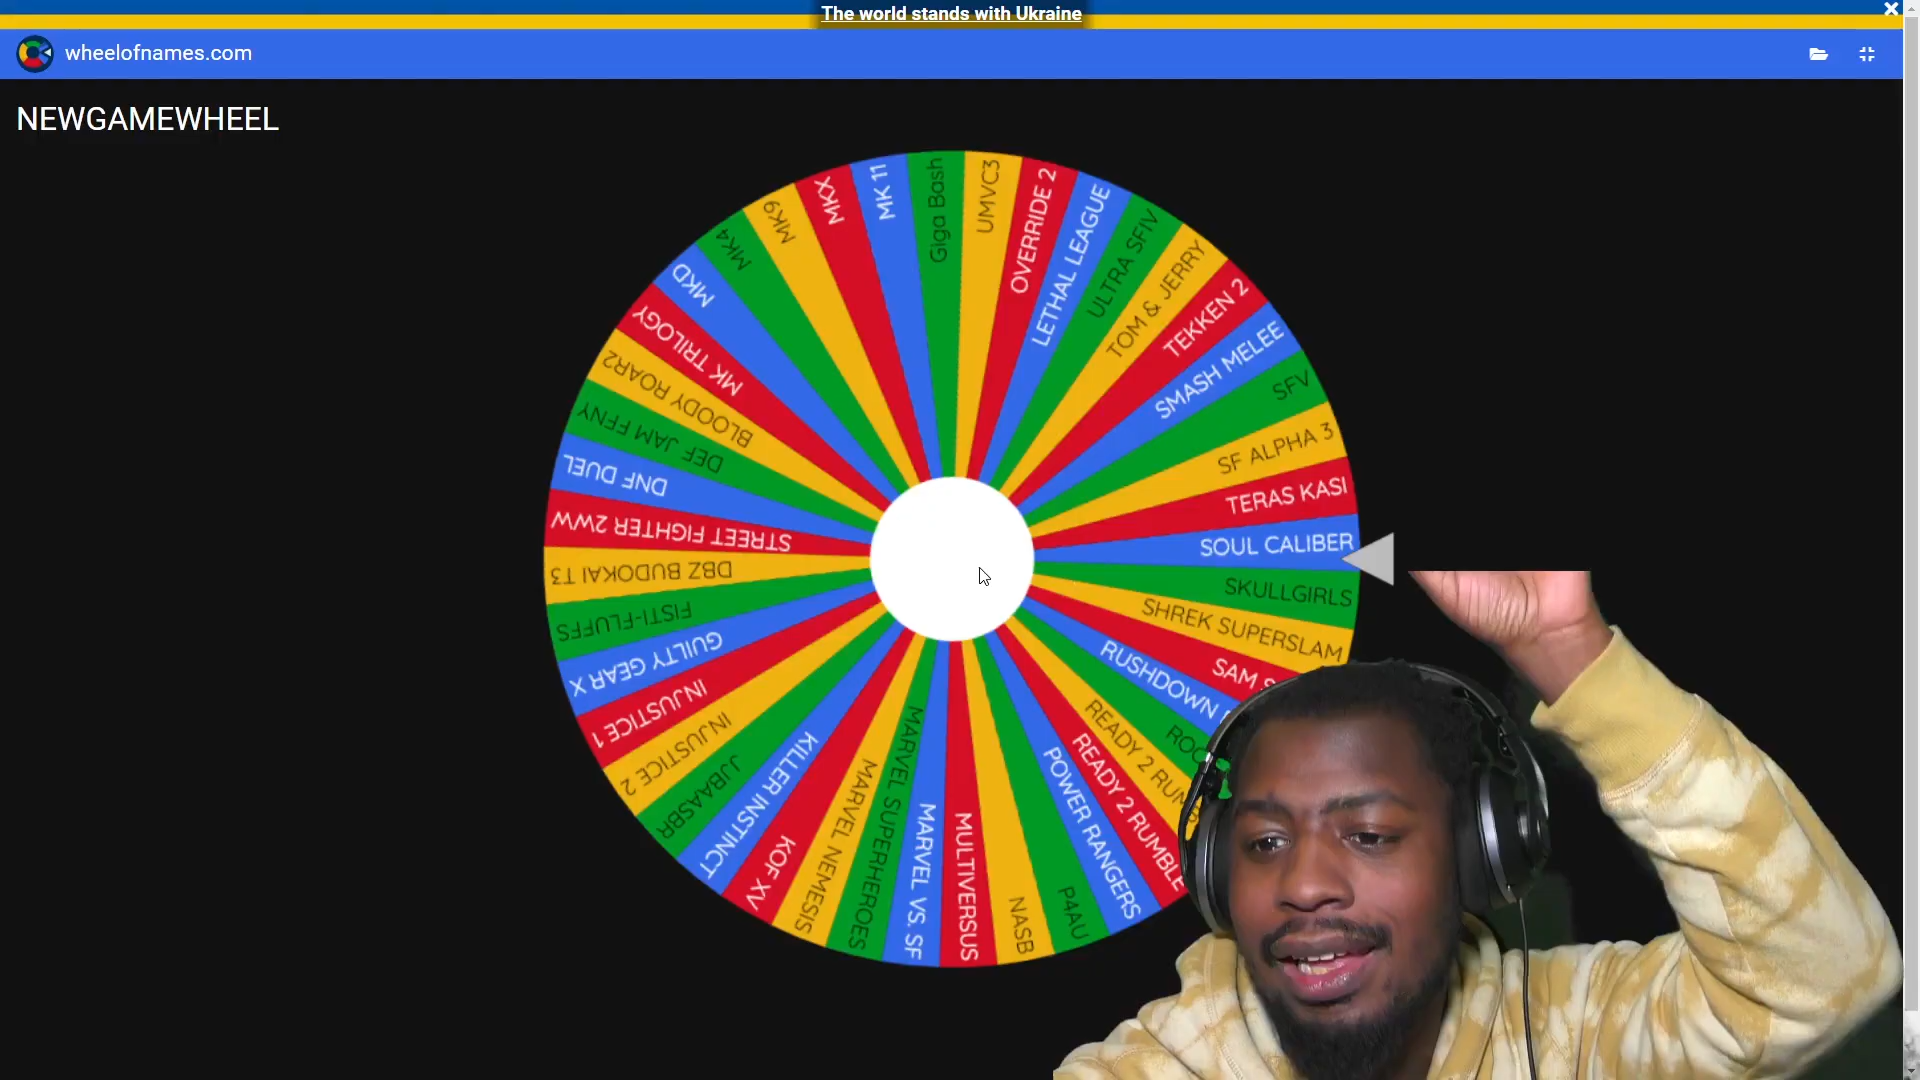 The world stands with Ukraine
wheelofnames.com
NEWGAMEWHEEL
Giga Bash
UMVC3
OVERRIDE 2
LETHAL LEAGUE
ULTRA SFIV
TOM & JERRY
TEKKEN 2
SMASH MELEE
SFV
SF ALPHA 3
TERAS KASI
SOUL CALIBER
SKULLGIRLS
SHREK SUPERSLAM
SAM
RUSHDOWN
READY 2
READY 2 RUMBLE
POWER RANGERS
P4AU
NASB
MULTIVERSUS
MARVEL VS. SF
MARVEL SUPERHEROES
MARVEL NEMESIS
KOF XV
KILLER INSTINCT
JJBAASBR
INJUSTICE 2
INJUSTICE 1
GUILTY GEAR X
FISTI-FLUFFS
DBZ BUDOKAI T3
STREET FIGHTER 2WW
DNF DUEL
DEF JAM FFNY
BLOODY ROAR2
MK TRILOGY
MKD
MK4
MK9
MKX
MK 11